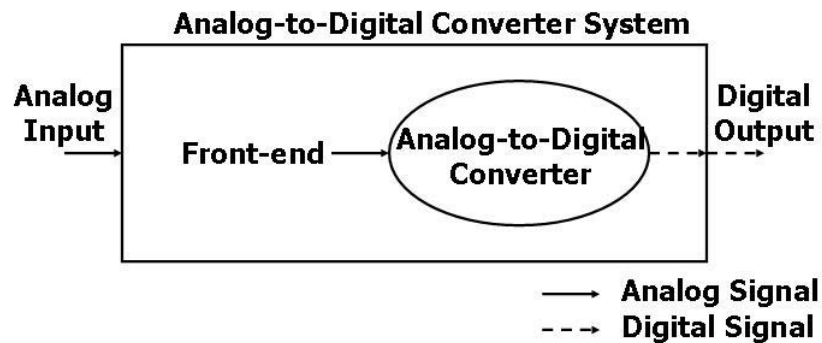 Analog-to-Digital Converter System
Analog
Input
Front-end
Analog-to-Digital
Converter
Digital
Output
Analog Signal
Digital Signal